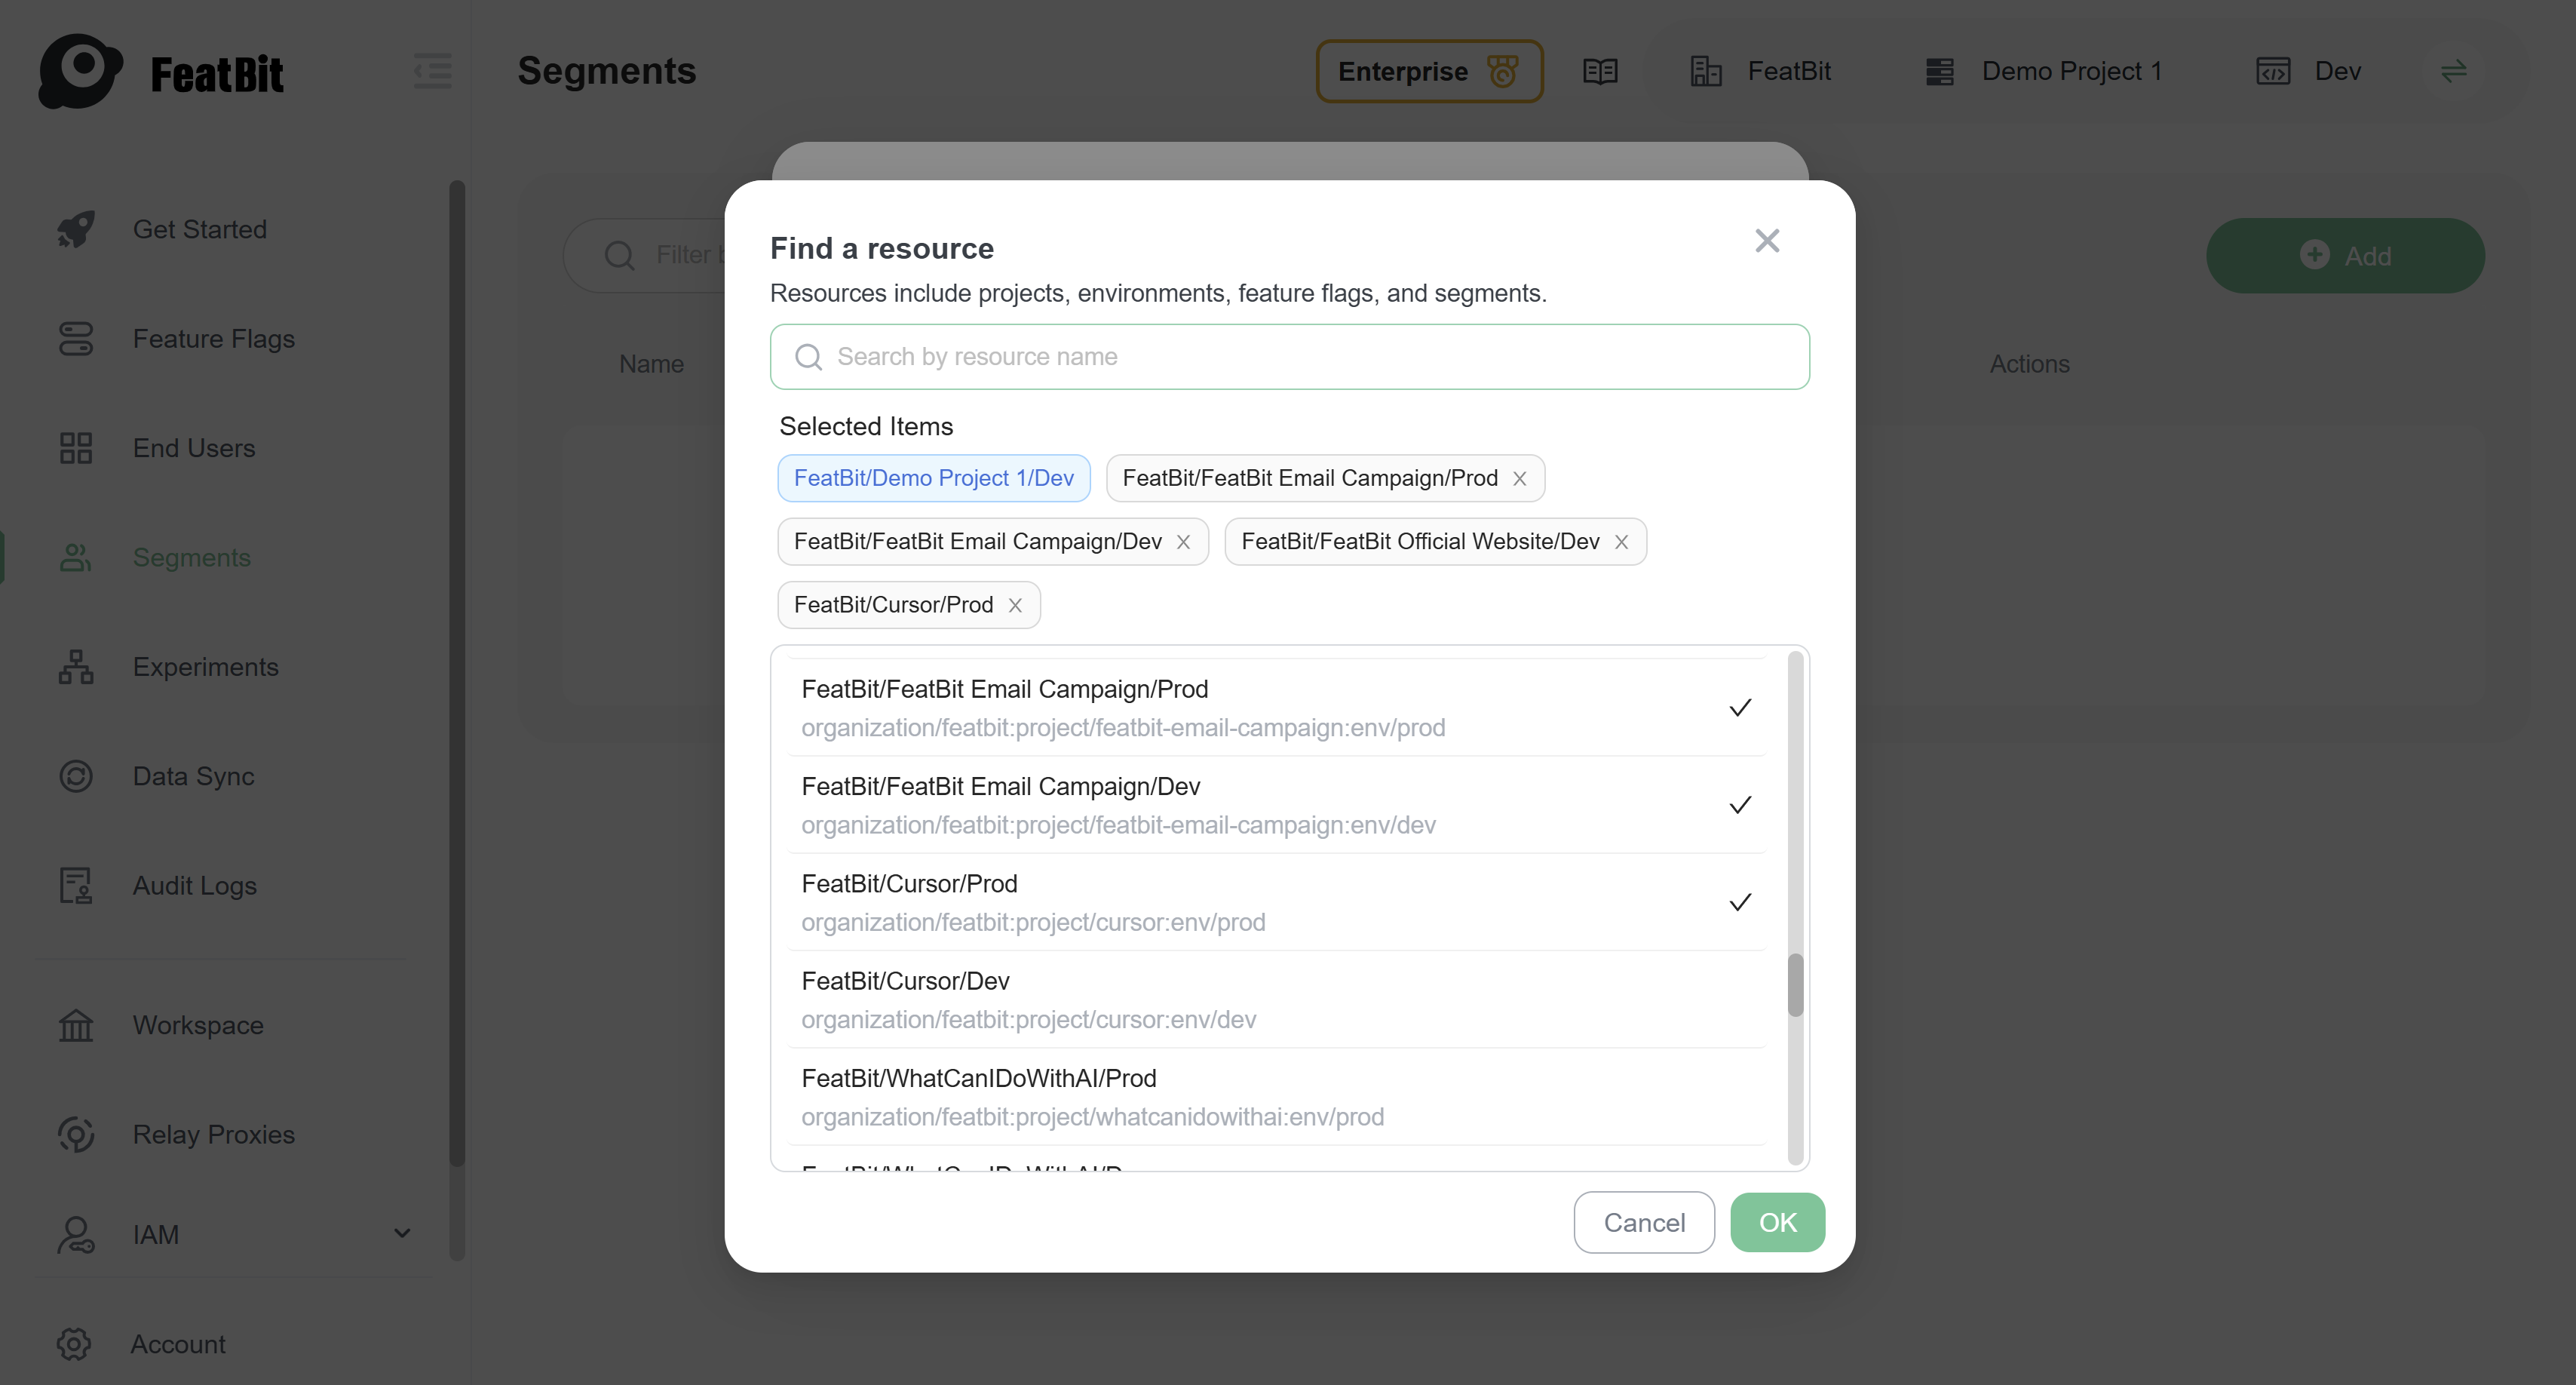 FeatBit
Segments
Enterprise
FeatBit
Demo Project 1
Dev
Get Started
Feature Flags
End Users
Segments
Experiments
Data Sync
Audit Logs
Workspace
Relay Proxies
IAM
Account
Filter
Add
Name
Actions
Find a resource
Resources include projects, environments, feature flags, and segments.
Search by resource name
Selected Items
FeatBit/Demo Project 1/Dev
FeatBit/FeatBit Email Campaign/Prod
FeatBit/FeatBit Email Campaign/Dev
FeatBit/FeatBit Official Website/Dev
FeatBit/Cursor/Prod
FeatBit/FeatBit Email Campaign/Prod
organization/featbit:project/featbit-email-campaign:env/prod
FeatBit/FeatBit Email Campaign/Dev
organization/featbit:project/featbit-email-campaign:env/dev
FeatBit/Cursor/Prod
organization/featbit:project/cursor:env/prod
FeatBit/Cursor/Dev
organization/featbit:project/cursor:env/dev
FeatBit/WhatCanIDoWithAI/Prod
organization/featbit:project/whatcanidowithai:env/prod
Cancel
OK